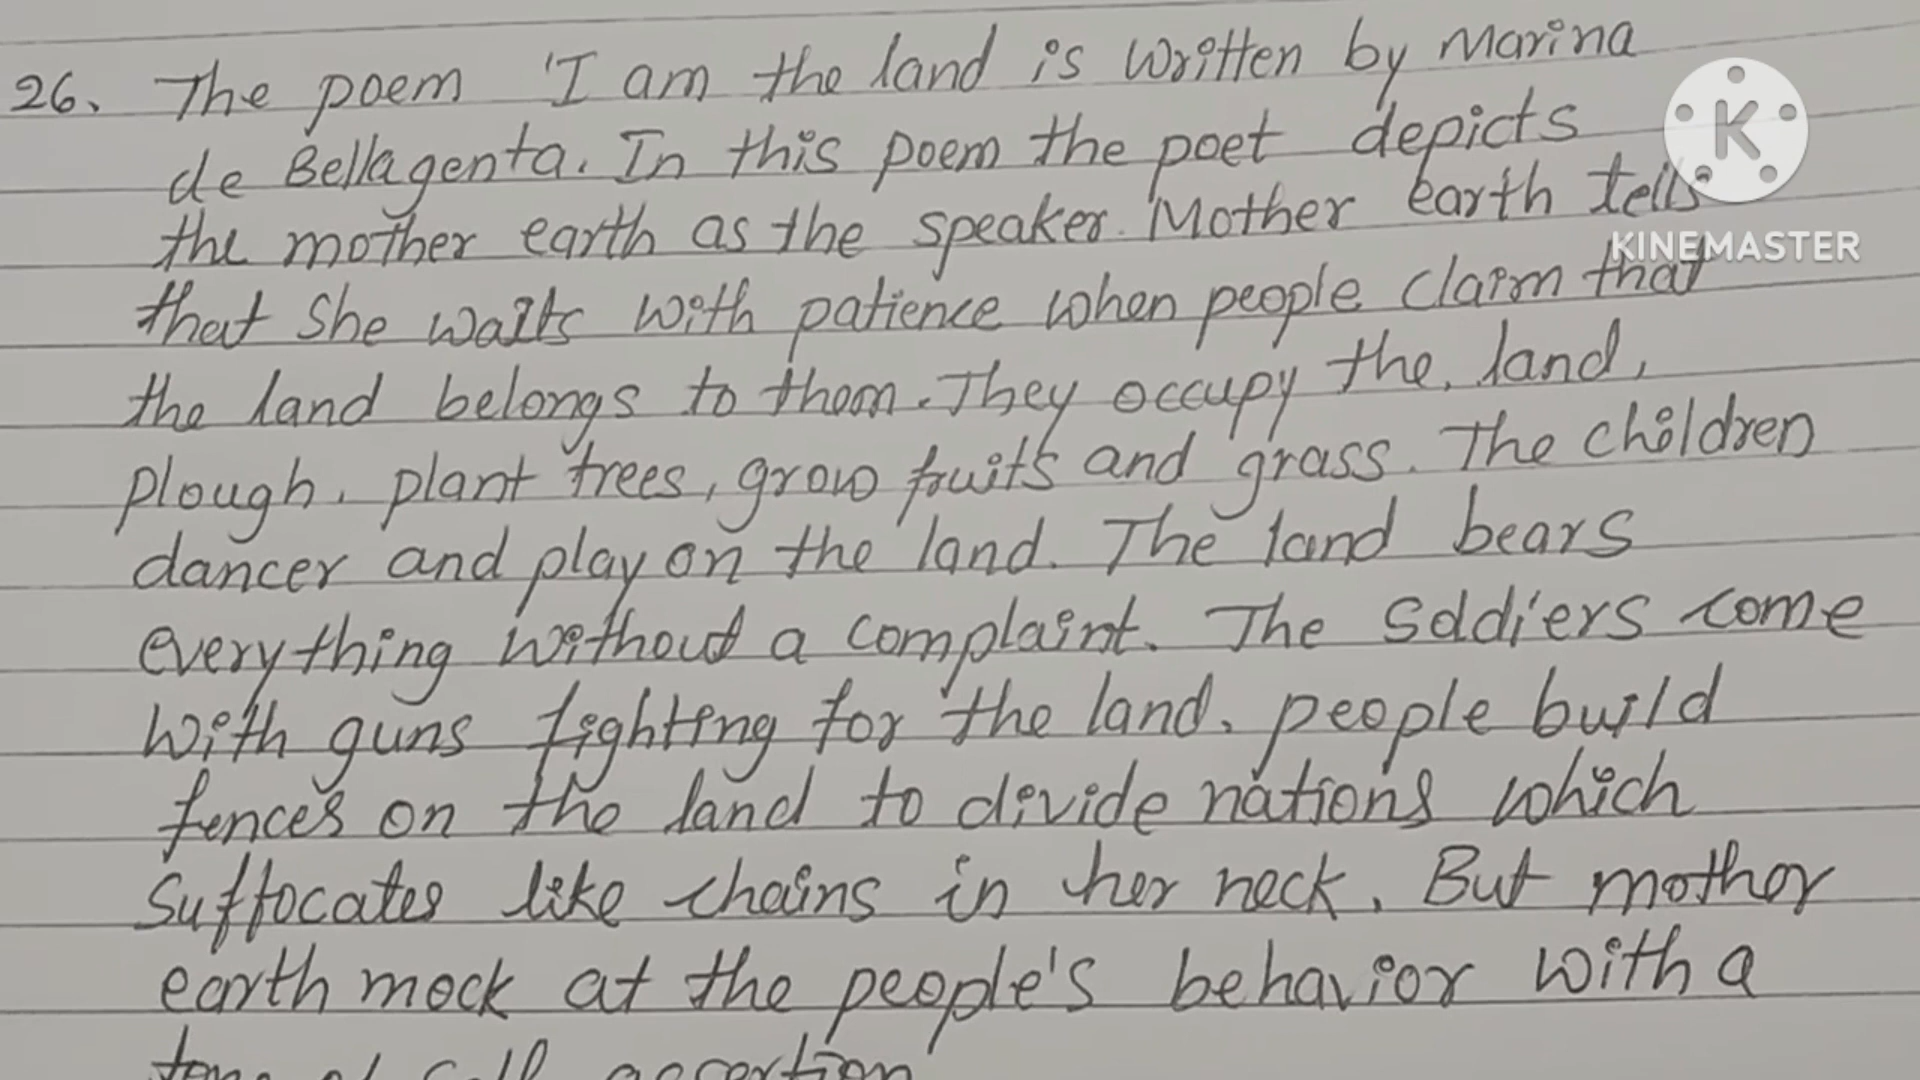 26. The poem 'I am the land is written by Marina
de Bellagenta. In this poem the poet depicts
the mother earth as the speaker. Mother earth tells
that She waits with patience when people claim that
the land belongs to them. They occupy the land,
plough, plant trees, grow fruits and grass. The children
dancer and play on the land. The land bears
everything without a complaint. The Soldiers come
with guns fighting for the land. people build
fences on the land to divide nations which
suffocates like chains in her neck. But mother
earth mock at the people's behavior with a
tone of self assertion
K
KINEMASTER